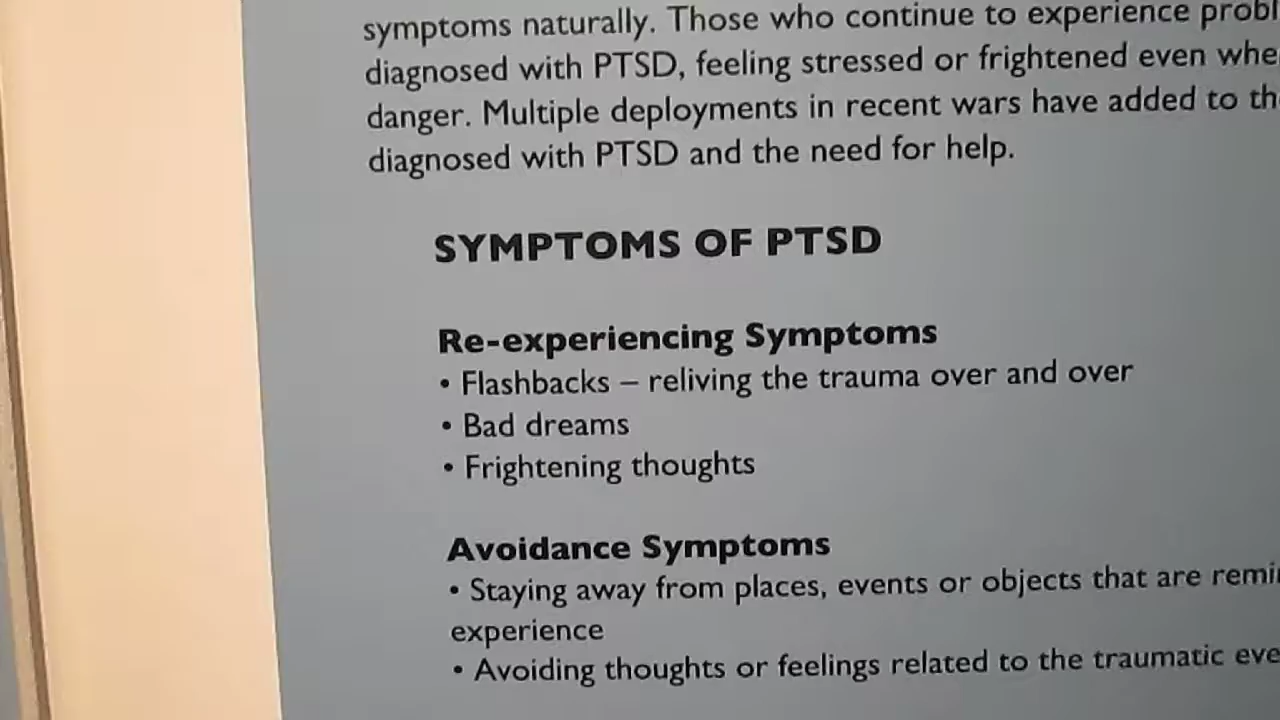 symptoms naturally. Those who continue to experience
diagnosed with PTSD, feeling stressed or frightened even
danger. Multiple deployments in recent wars have added to
diagnosed with PTSD and the need for help.
SYMPTOMS OF PTSD
Re-experiencing Symptoms
• Flashbacks – reliving the trauma over and over
• Bad dreams
• Frightening thoughts
Avoidance Symptoms
• Staying away from places, events or objects that are
experience
• Avoiding thoughts or feelings related to the traumatic